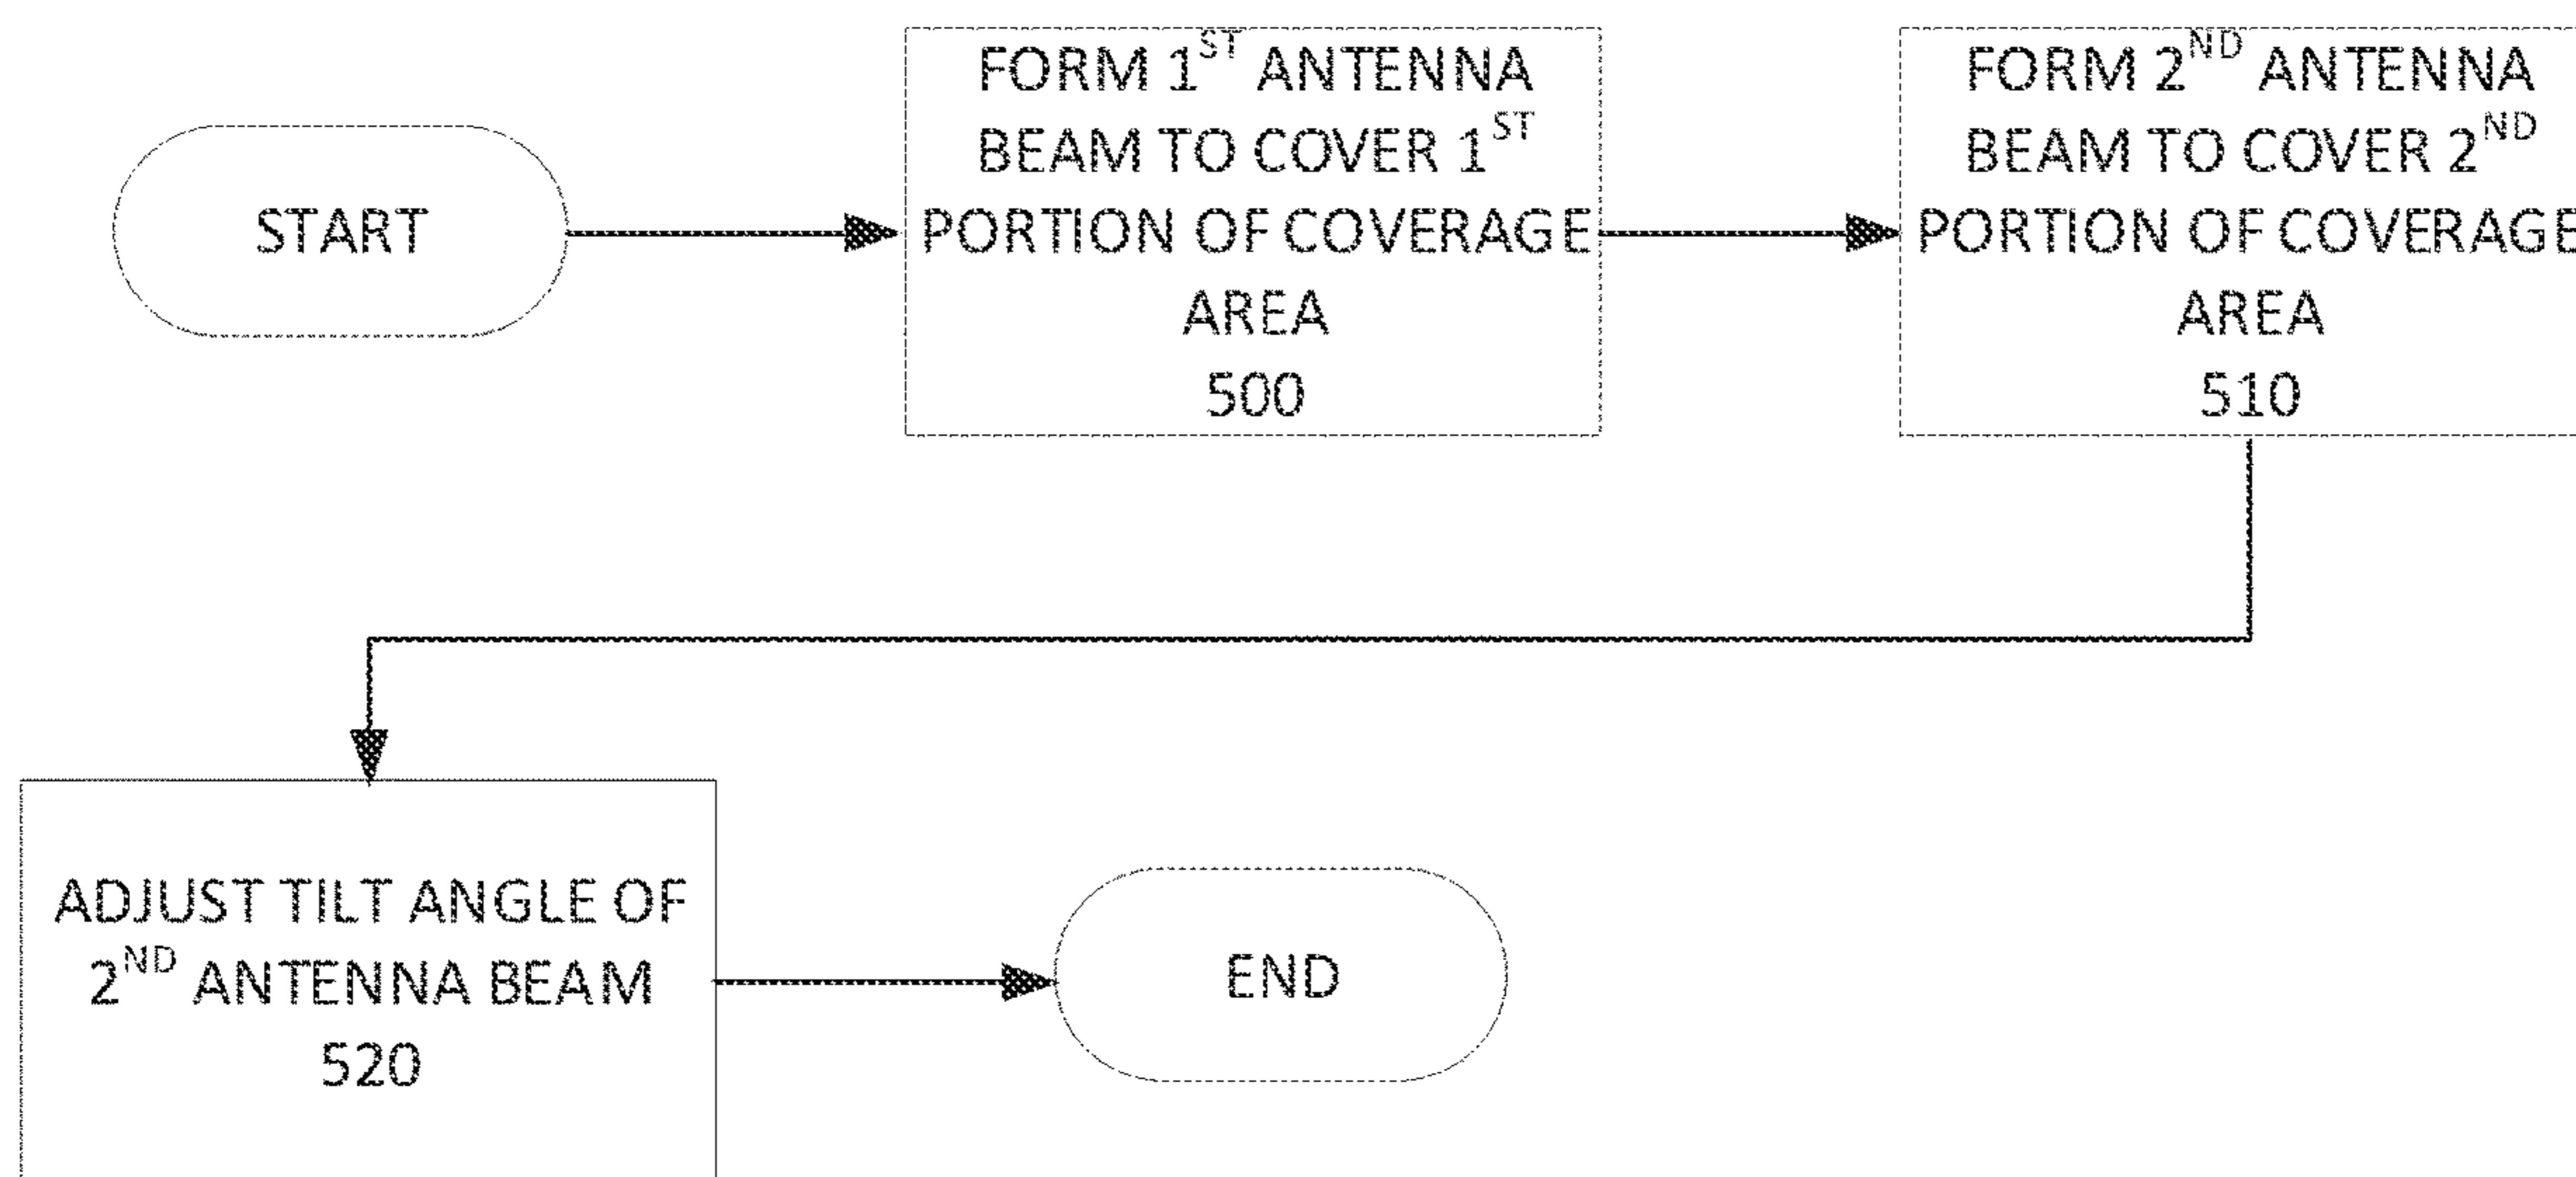 START
FORM 1ST ANTENNA
BEAM TO COVER 1ST
PORTION OF COVERAGE
AREA
500
FORM 2ND ANTENNA
BEAM TO COVER 2ND
PORTION OF COVERAGE
AREA
510
ADJUST TILT ANGLE OF
2ND ANTENNA BEAM
520
END